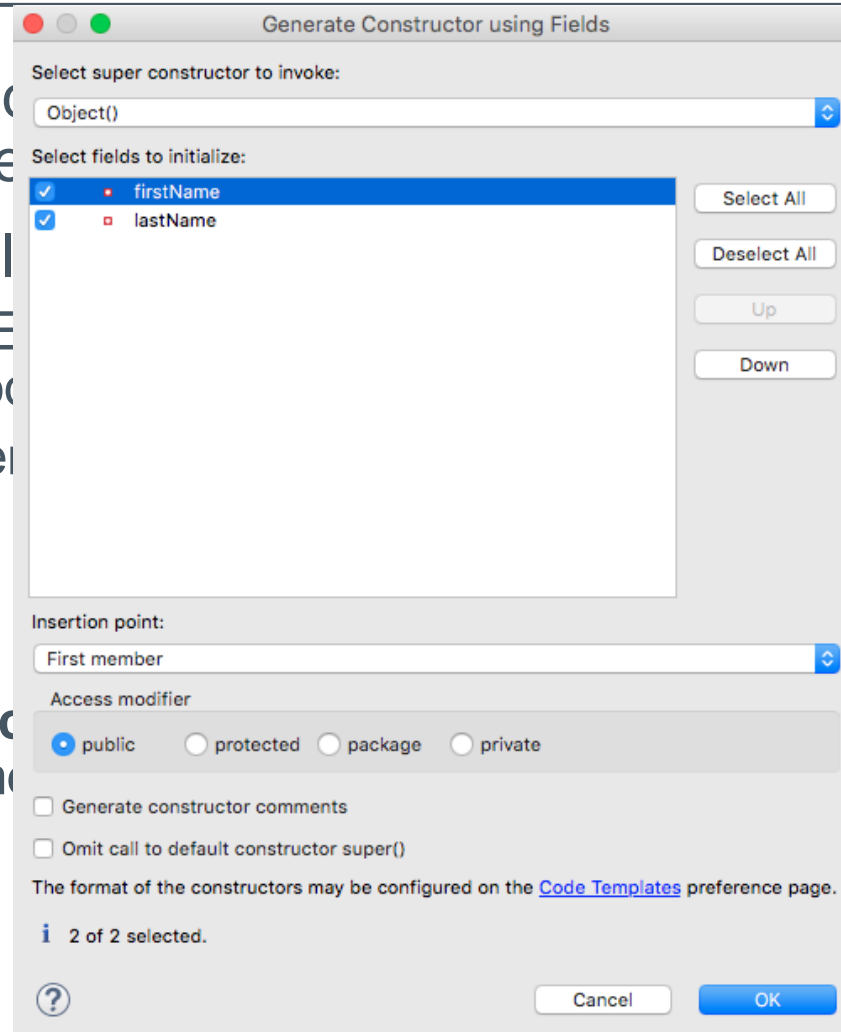 Generate Constructor using Fields
Select super constructor to invoke:
Object()
Select fields to initialize:
firstName
Select All
lastName
Deselect All
Up
Down
Insertion point:
First member
Access modifier
public protected package private
Generate constructor comments
Omit call to default constructor super()
The format of the constructors may be configured on the Code Templates preference page.
i 2 of 2 selected.
? Cancel OK